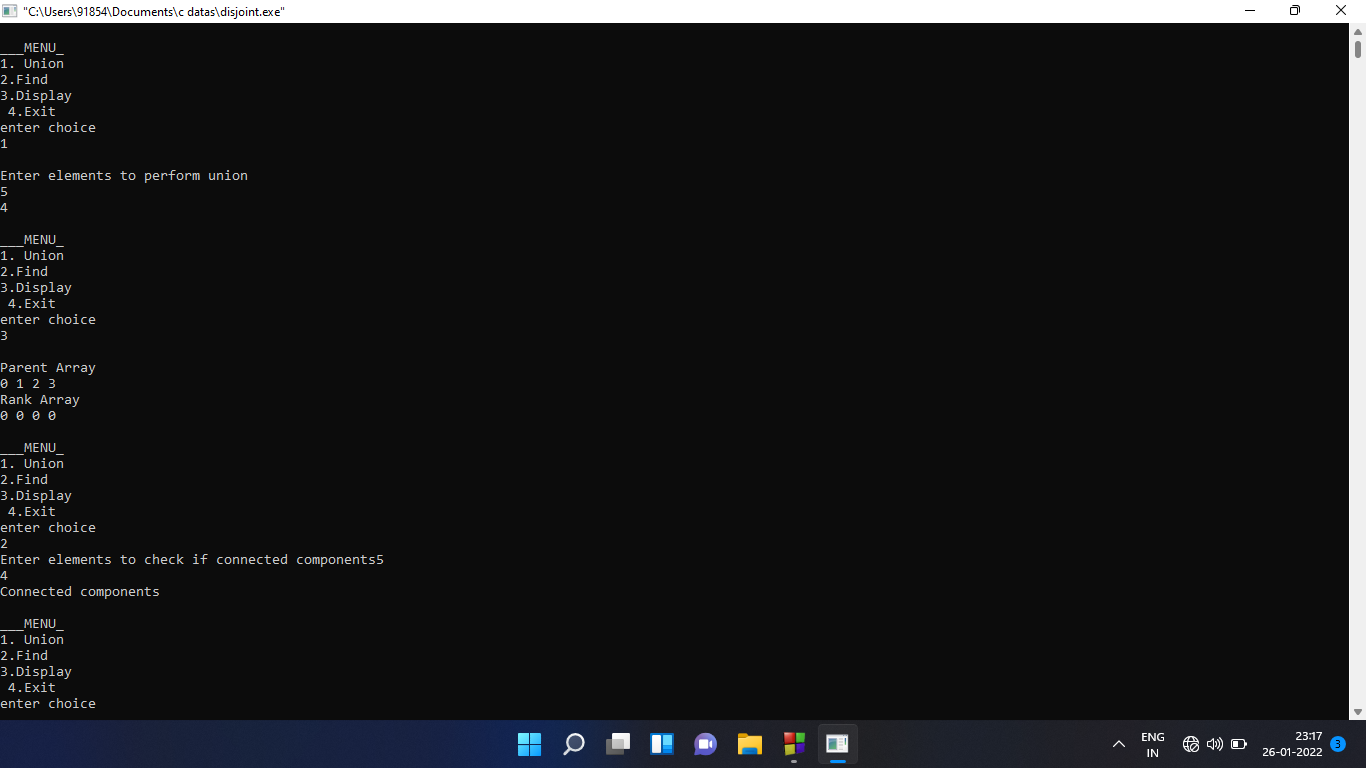 "C:\Users\91854\Documents\c datas\disjoint.exe"
___MENU_
1. Union
2.Find
3.Display
 4.Exit
enter choice
1
Enter elements to perform union
5
4
___MENU_
1. Union
2.Find
3.Display
 4.Exit
enter choice
3
Parent Array
0 1 2 3
Rank Array
0 0 0 0
___MENU_
1. Union
2.Find
3.Display
 4.Exit
enter choice
2
Enter elements to check if connected components5
4
Connected components
___MENU_
1. Union
2.Find
3.Display
 4.Exit
enter choice
ENG
IN
23:17
26-01-2022
3